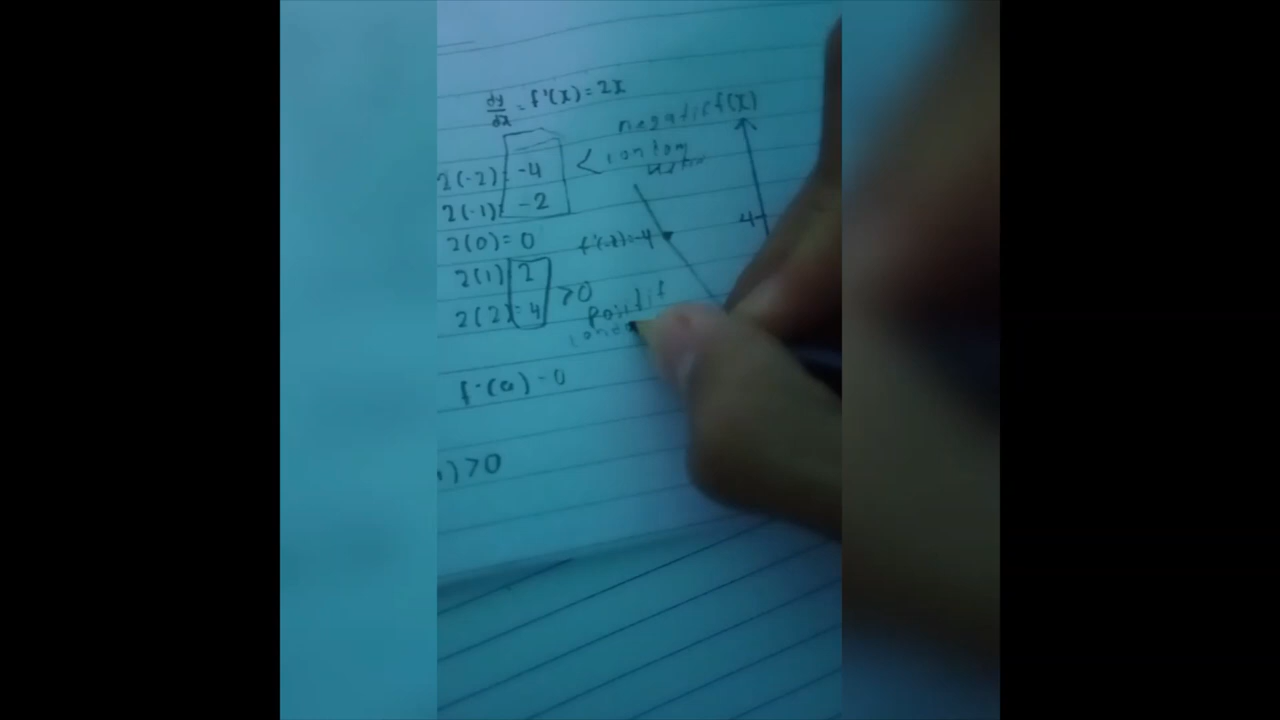 dy/dx = f'(x) = 2x
negatif f(x)
2(-2) = -4 <
2(-1) = -2
4
2(0) = 0 f'(-2) = -4
2(1) 2
>0
2(2) = 4 positif
f'(a) = 0
) >0